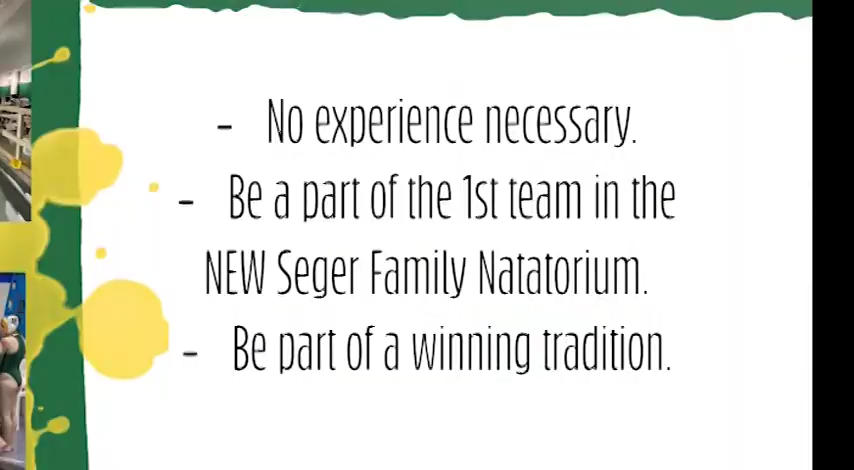 - No experience necessary.
- Be a part of the 1st team in the
NEW Seger Family Natatorium.
- Be part of a winning tradition.